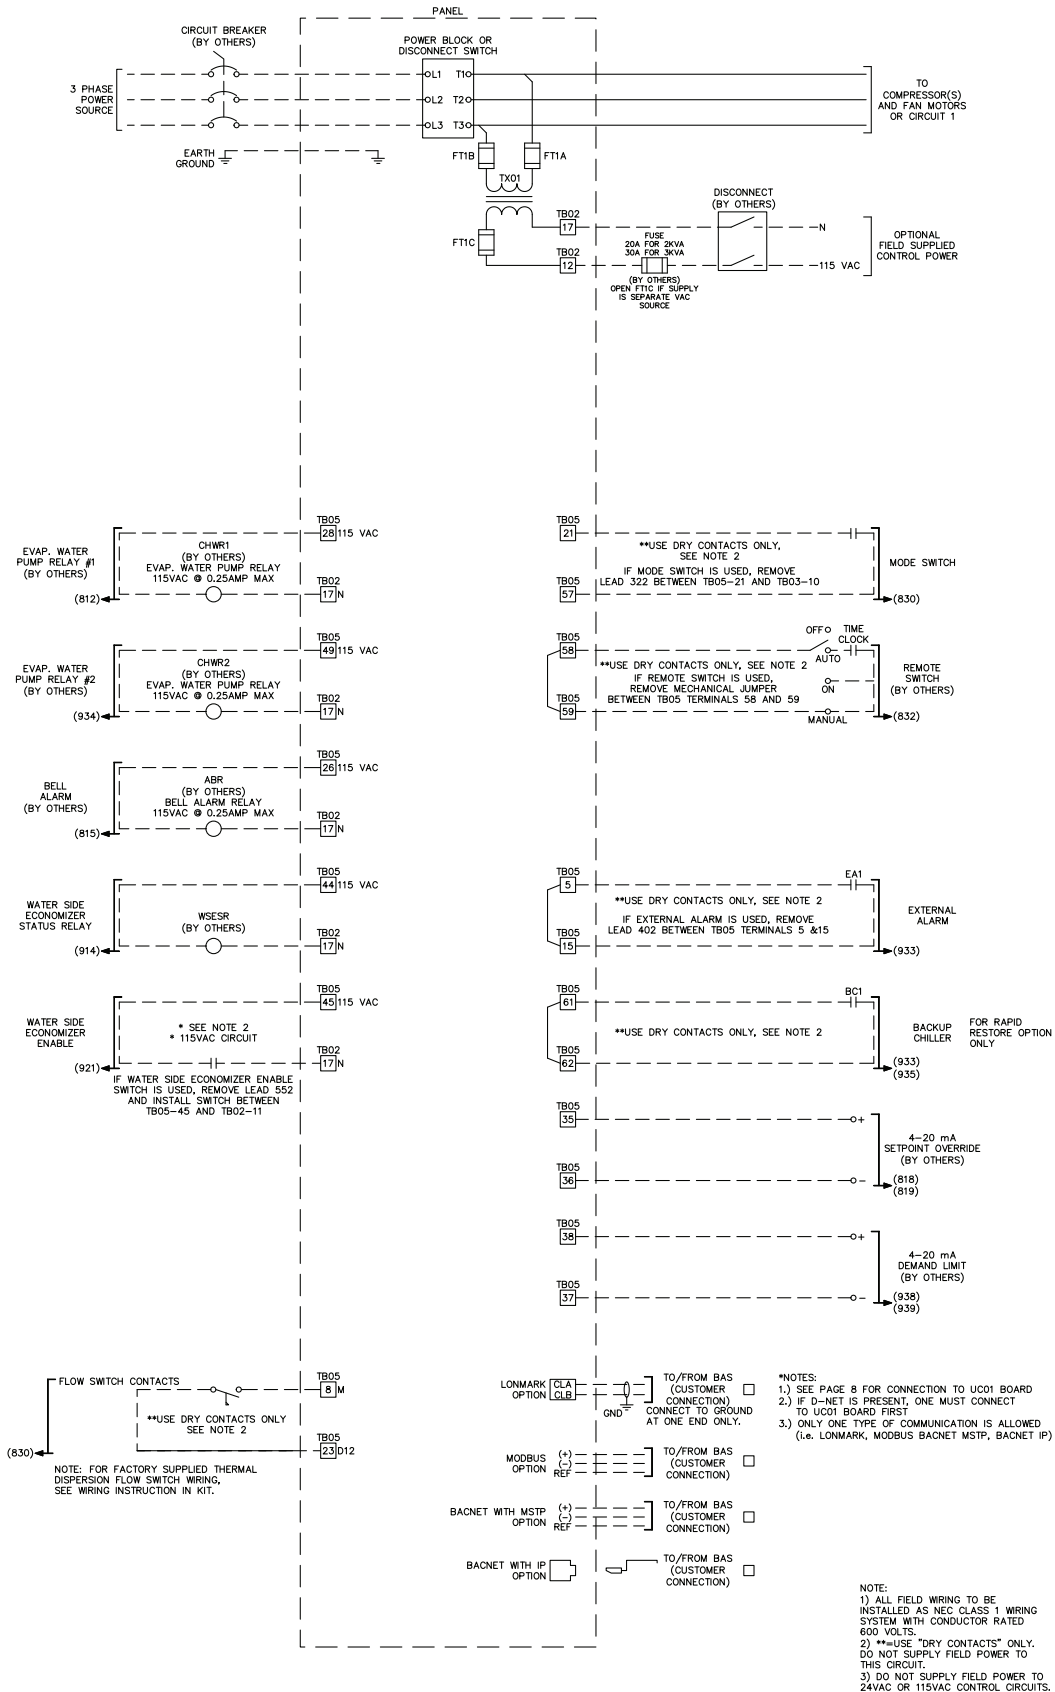 PANEL
CIRCUIT BREAKER
(BY OTHERS)
POWER BLOCK OR
DISCONNECT SWITCH
3 PHASE
POWER
SOURCE
L1 T1
L2 T2
L3 T3
TO
COMPRESSOR(S)
AND FAN MOTORS
OR CIRCUIT 1
EARTH
GROUND
FT1B
FT1A
TX01
FT1C
TB02
17
TB02
12
FUSE
20A FOR 2KVA
30A FOR 3KVA
(BY OTHERS)
OPEN FT1C IF SUPPLY
IS SEPARATE VAC
SOURCE
DISCONNECT
(BY OTHERS)
N
115 VAC
OPTIONAL
FIELD SUPPLIED
CONTROL POWER
EVAP. WATER
PUMP RELAY #1
(BY OTHERS)
(812)
CHWR1
(BY OTHERS)
EVAP. WATER PUMP RELAY
115VAC @ 0.25AMP MAX
TB05
28 115 VAC
TB02
17 N
TB05
21
**USE DRY CONTACTS ONLY,
SEE NOTE 2
IF MODE SWITCH IS USED, REMOVE
LEAD 322 BETWEEN TB05-21 AND TB03-10
TB05
57
MODE SWITCH
(830)
EVAP. WATER
PUMP RELAY #2
(BY OTHERS)
(934)
CHWR2
(BY OTHERS)
EVAP. WATER PUMP RELAY
115VAC @ 0.25AMP MAX
TB05
49 115 VAC
TB02
17 N
TB05
58
**USE DRY CONTACTS ONLY, SEE NOTE 2
IF REMOTE SWITCH IS USED,
REMOVE MECHANICAL JUMPER
BETWEEN TB05 TERMINALS 58 AND 59
TB05
59
OFF
TIME
CLOCK
AUTO
ON
MANUAL
REMOTE
SWITCH
(BY OTHERS)
(832)
BELL
ALARM
(BY OTHERS)
(815)
ABR
(BY OTHERS)
BELL ALARM RELAY
115VAC @ 0.25AMP MAX
TB05
26 115 VAC
TB02
17 N
WATER SIDE
ECONOMIZER
STATUS RELAY
(914)
WSESR
(BY OTHERS)
TB05
44 115 VAC
TB02
17 N
TB05
5
EA1
**USE DRY CONTACTS ONLY, SEE NOTE 2
IF EXTERNAL ALARM IS USED, REMOVE
LEAD 402 BETWEEN TB05 TERMINALS 5 &15
TB05
15
EXTERNAL
ALARM
(933)
WATER SIDE
ECONOMIZER
ENABLE
(921)
* SEE NOTE 2
* 115VAC CIRCUIT
TB05
45 115 VAC
TB02
17 N
IF WATER SIDE ECONOMIZER ENABLE
SWITCH IS USED, REMOVE LEAD 552
AND INSTALL SWITCH BETWEEN
TB05-45 AND TB02-11
TB05
61
BC1
**USE DRY CONTACTS ONLY, SEE NOTE 2
TB05
62
BACKUP
CHILLER
(933)
(935)
FOR RAPID
RESTORE OPTION
ONLY
TB05
35
+
TB05
36
-
4-20 mA
SETPOINT OVERRIDE
(BY OTHERS)
(818)
(819)
TB05
38
+
TB05
37
-
4-20 mA
DEMAND LIMIT
(BY OTHERS)
(938)
(939)
FLOW SWITCH CONTACTS
**USE DRY CONTACTS ONLY
SEE NOTE 2
(830)
TB05
8 M
TB05
23 D12
NOTE: FOR FACTORY SUPPLIED THERMAL
DISPERSION FLOW SWITCH WIRING,
SEE WIRING INSTRUCTION IN KIT.
LONMARK
OPTION
CLA
CLB
GND
TO/FROM BAS
(CUSTOMER
CONNECTION)
CONNECT TO GROUND
AT ONE END ONLY.
*NOTES:
1.) SEE PAGE 8 FOR CONNECTION TO UC01 BOARD
2.) IF D-NET IS PRESENT, ONE MUST CONNECT
TO UC01 BOARD FIRST
3.) ONLY ONE TYPE OF COMMUNICATION IS ALLOWED
(i.e. LONMARK, MODBUS BACNET MSTP, BACNET IP)
MODBUS
OPTION
(+)
(-)
REF
TO/FROM BAS
(CUSTOMER
CONNECTION)
BACNET WITH MSTP
OPTION
(+)
(-)
REF
TO/FROM BAS
(CUSTOMER
CONNECTION)
BACNET WITH IP
OPTION
TO/FROM BAS
(CUSTOMER
CONNECTION)
NOTE:
1) ALL FIELD WIRING TO BE
INSTALLED AS NEC CLASS 1 WIRING
SYSTEM WITH CONDUCTOR RATED
600 VOLTS.
2) **=USE "DRY CONTACTS" ONLY.
DO NOT SUPPLY FIELD POWER TO
THIS CIRCUIT.
3) DO NOT SUPPLY FIELD POWER TO
24VAC OR 115VAC CONTROL CIRCUITS.